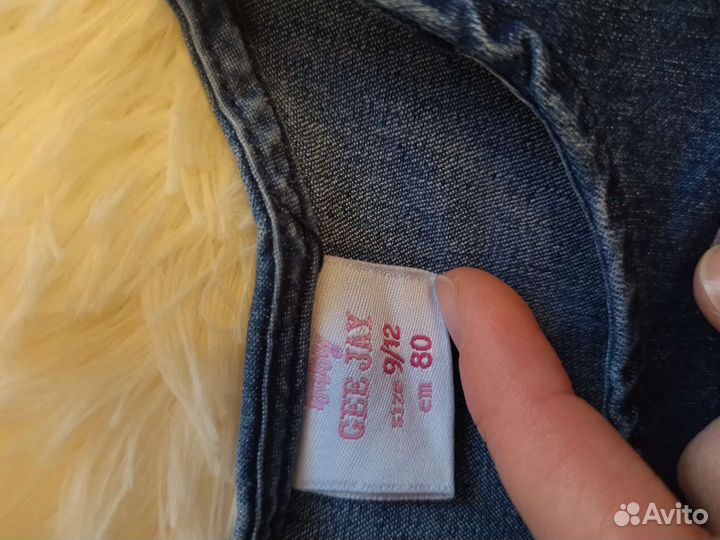 GEE JAY
size 9/12
cm 80
Avito